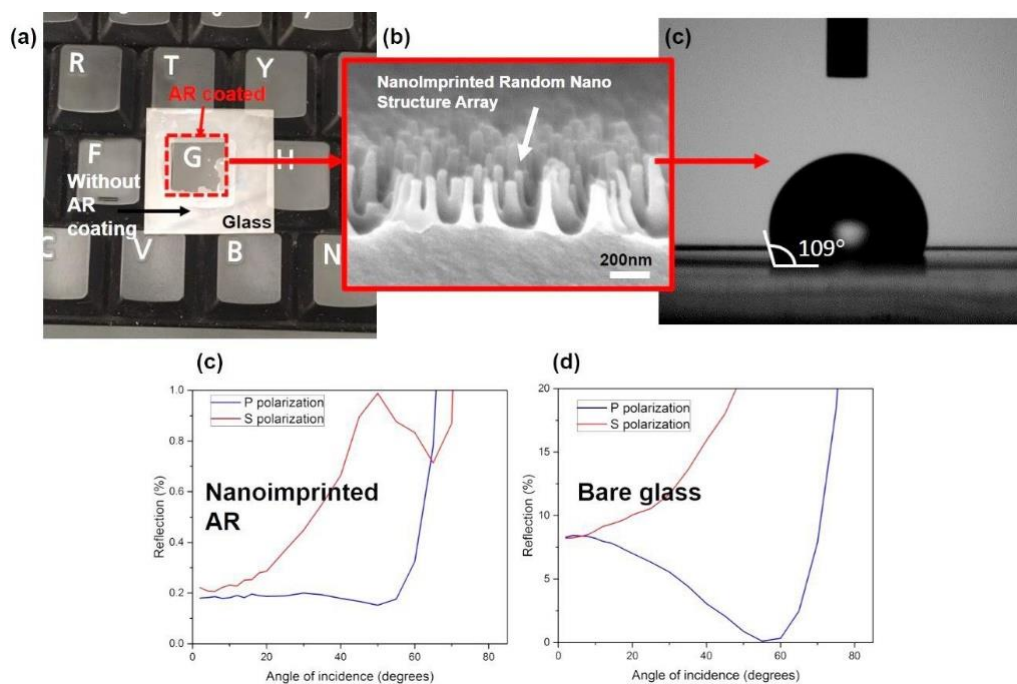 (a)
(b)
(c)
R
T
Y
AR coated
F
G
H
Without
AR
coating
Glass
C
V
B
N
NanoImprinted Random Nano
Structure Array
200nm
109°
(c)
(d)
1.0
0.8
0.6
0.4
0.2
0.0
Reflection (%)
P polarization
S polarization
Nanoimprinted
AR
0
20
40
60
80
Angle of incidence (degrees)
20
15
10
5
0
Reflection (%)
P polarization
S polarization
Bare glass
0
20
40
60
80
Angle of incidence (degrees)